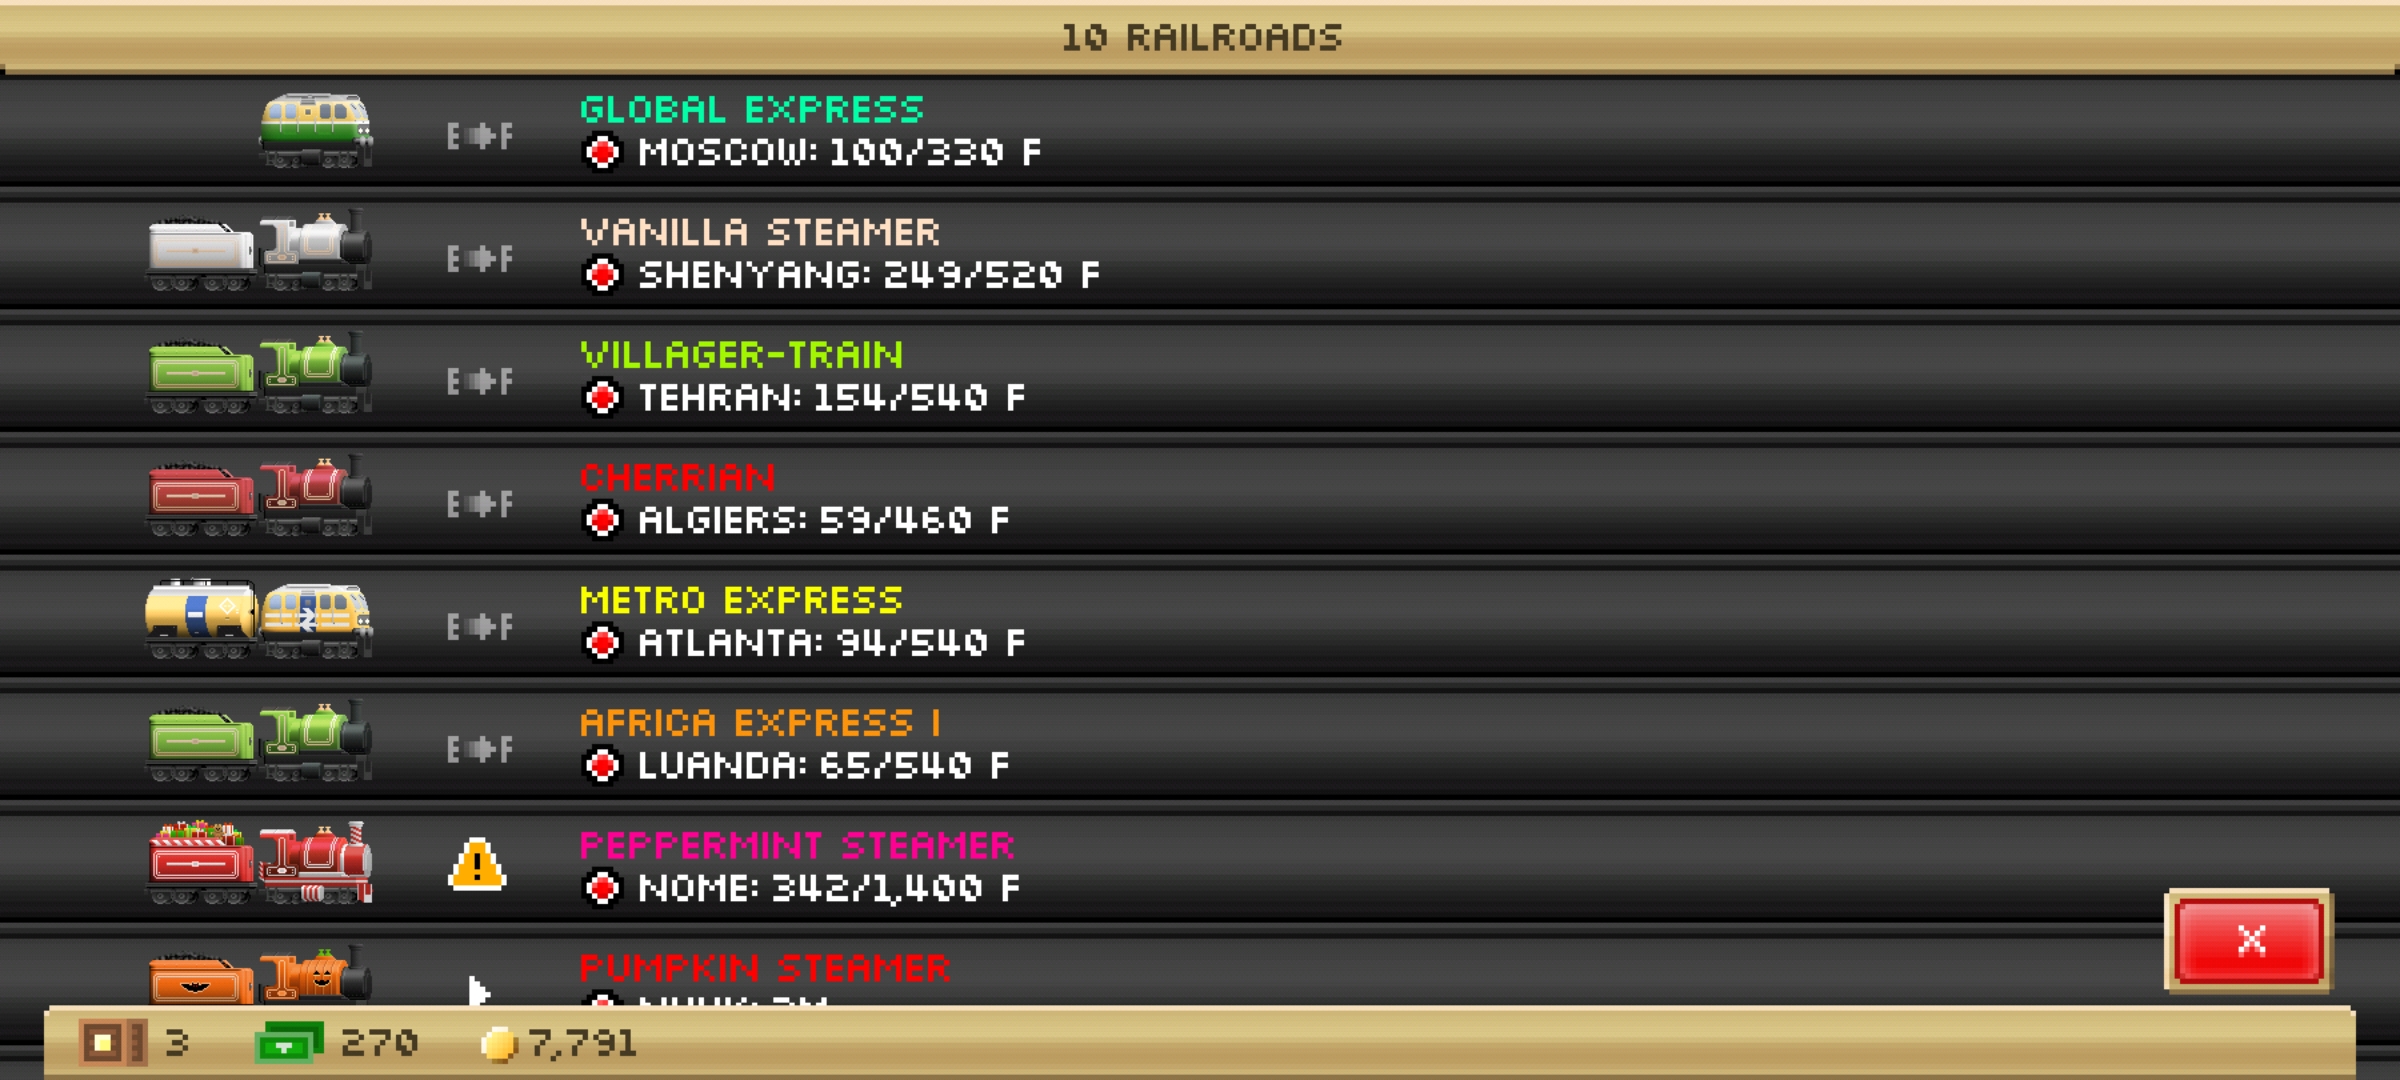 10 RAILROADS
E F
GLOBAL EXPRESS
MOSCOW: 100/330 F
E F
VANILLA STEAMER
SHENYANG: 249/520 F
E F
VILLAGER-TRAIN
TEHRAN: 154/540 F
E F
CHERRIAN
ALGIERS: 59/460 F
E F
METRO EXPRESS
ATLANTA: 94/540 F
E F
AFRICA EXPRESS I
LUANDA: 65/540 F
!
PEPPERMINT STEAMER
NOME: 342/1,400 F
PUMPKIN STEAMER
X
3 270 7,791